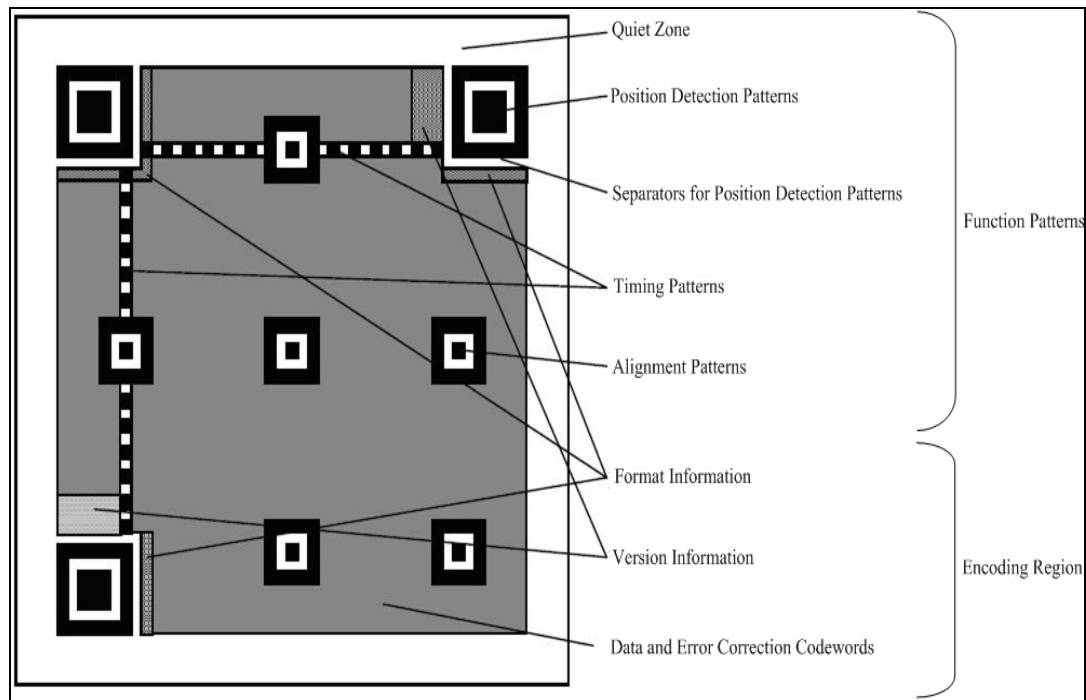 Quiet Zone
Position Detection Patterns
Separators for Position Detection Patterns
Function Patterns
Timing Patterns
Alignment Patterns
Format Information
Version Information
Encoding Region
Data and Error Correction Codewords